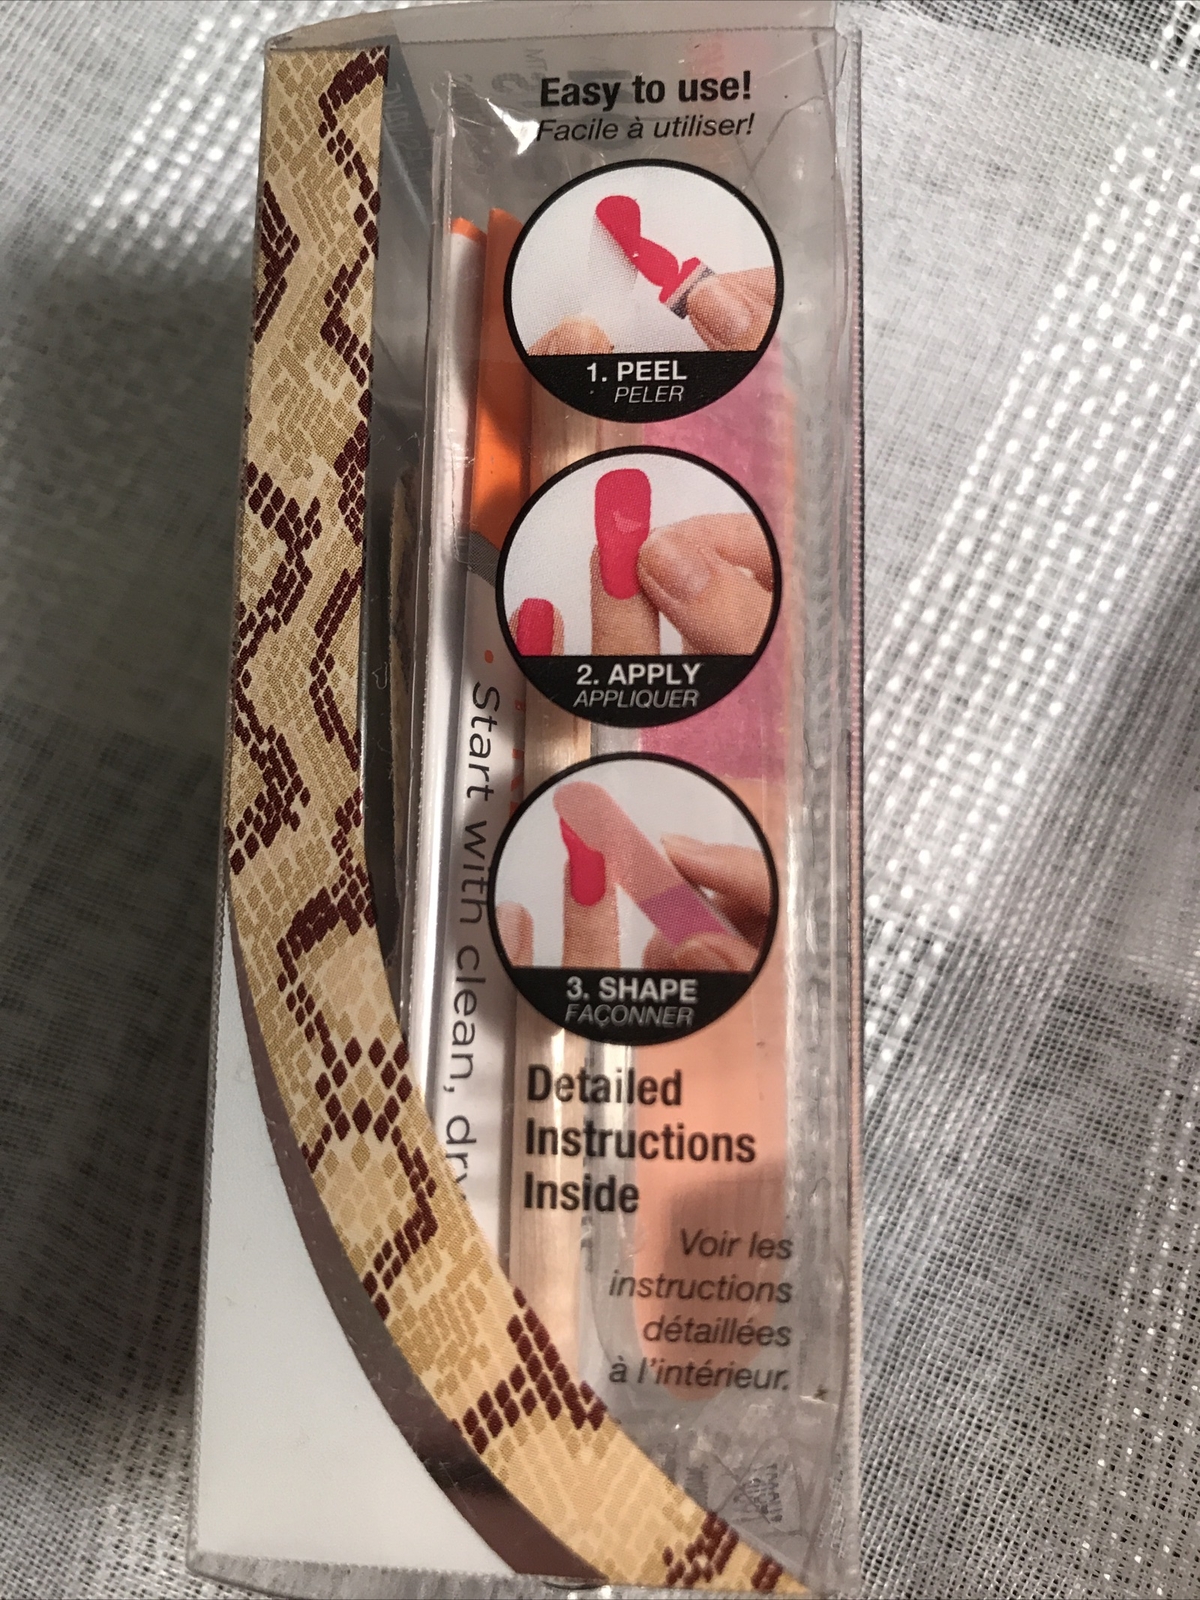 Easy to use!
Facile à utiliser!
1. PEEL
PELER
2. APPLY
APPLIQUER
• Start with clean, dry
3. SHAPE
FAÇONNER
Detailed
Instructions
Inside
Voir les
instructions
détaillées
à l'intérieur.